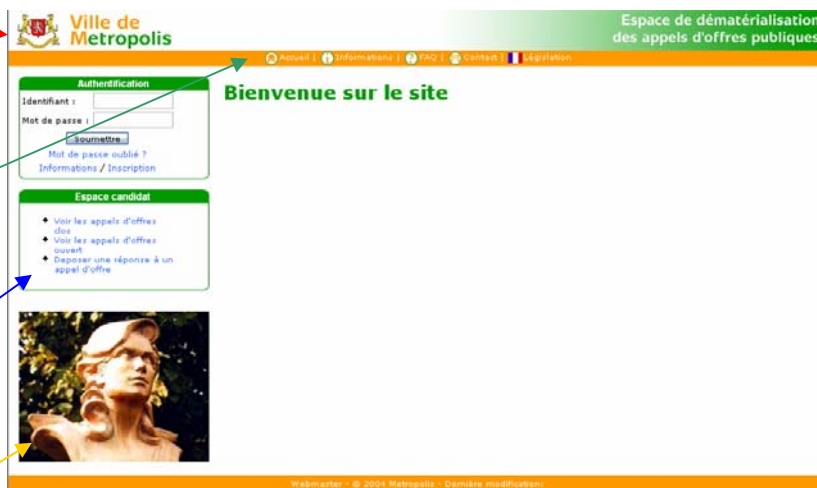 Ville de
Metropolis
Espace de dématérialisation
des appels d'offres publiques
Accueil | Informations | FAQ | Contact | Législation
Authentification
Identifiant :
Mot de passe :
Soumettre
Mot de passe oublié ?
Informations / Inscription
Espace candidat
Voir les appels d'offres
clos
Voir les appels d'offres
ouvert
Deposer une réponse à un
appel d'offre
Bienvenue sur le site
Webmaster - © 2004 Metropolis - Dernière modification: